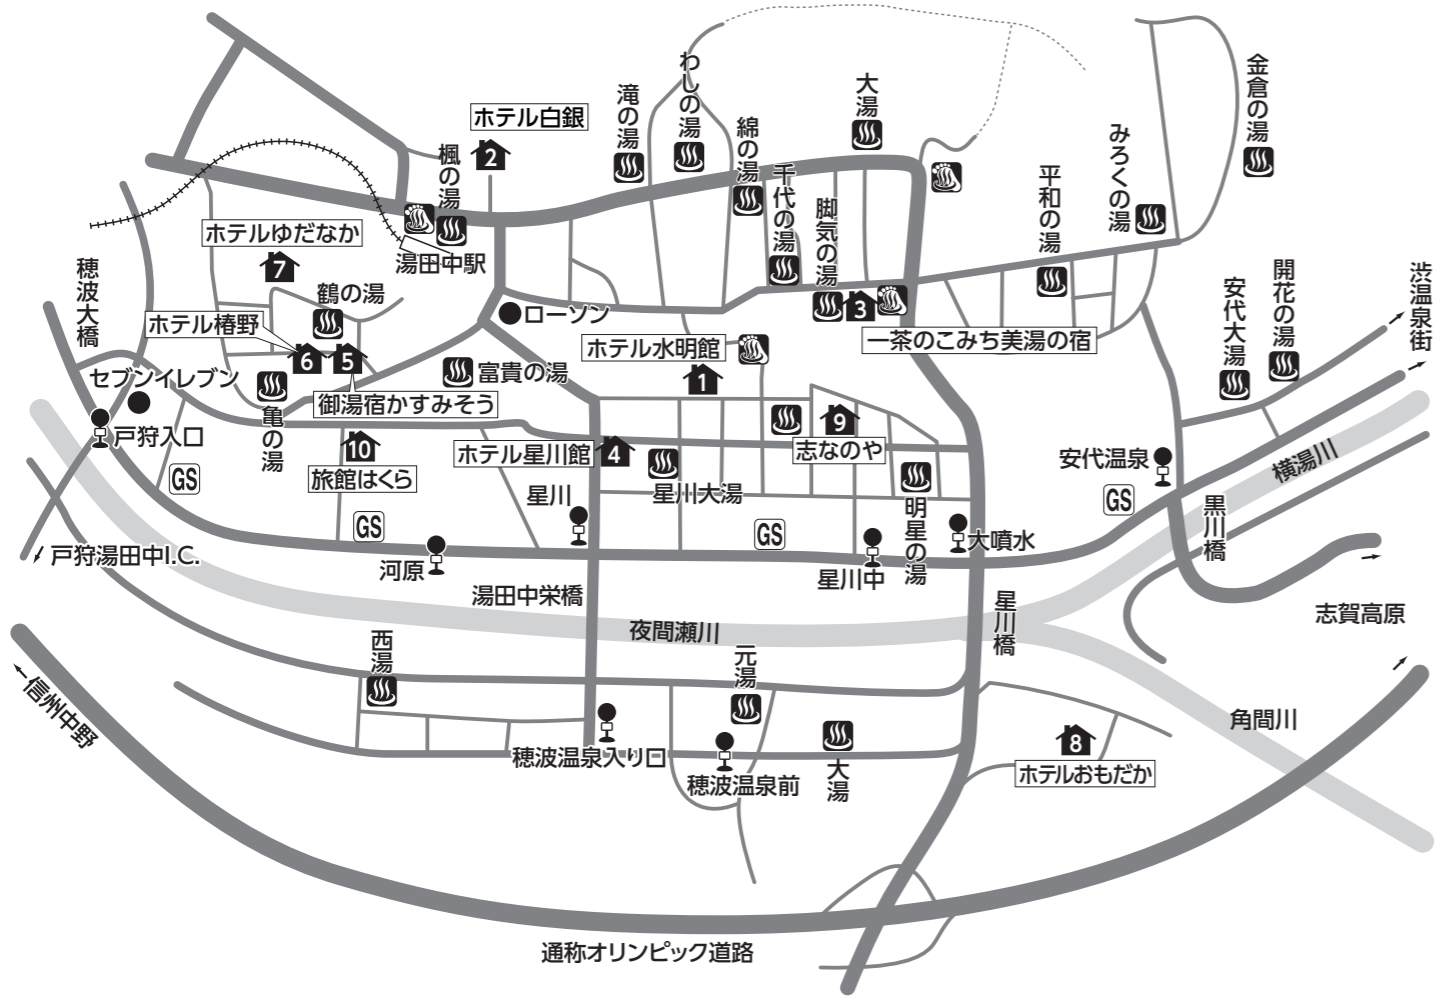 ホテル白銀
2
滝の湯
わしの湯
綿の湯
大湯
千代の湯
脚気の湯
平和の湯
みろくの湯
金倉の湯
楓の湯
湯田中駅
ホテルゆだなか
7
鶴の湯
ホテル椿野
6
5
御湯宿かすみそう
穂波大橋
セブンイレブン
戸狩入口
亀の湯
GS
ローソン
富貴の湯
ホテル水明館
1
3
一茶のこみち美湯の宿
安代大湯
開花の湯
渋温泉街
10
旅館はくら
ホテル星川館
4
星川大湯
9
志なのや
明星の湯
安代温泉
GS
黒川橋
横湯川
戸狩湯田中I.C.
GS
河原
星川
GS
星川中
大噴水
湯田中栄橋
夜間瀬川
星川橋
志賀高原
信州中野
西湯
元湯
大湯
穂波温泉入り口
穂波温泉前
8
ホテルおもだか
角間川
通称オリンピック道路